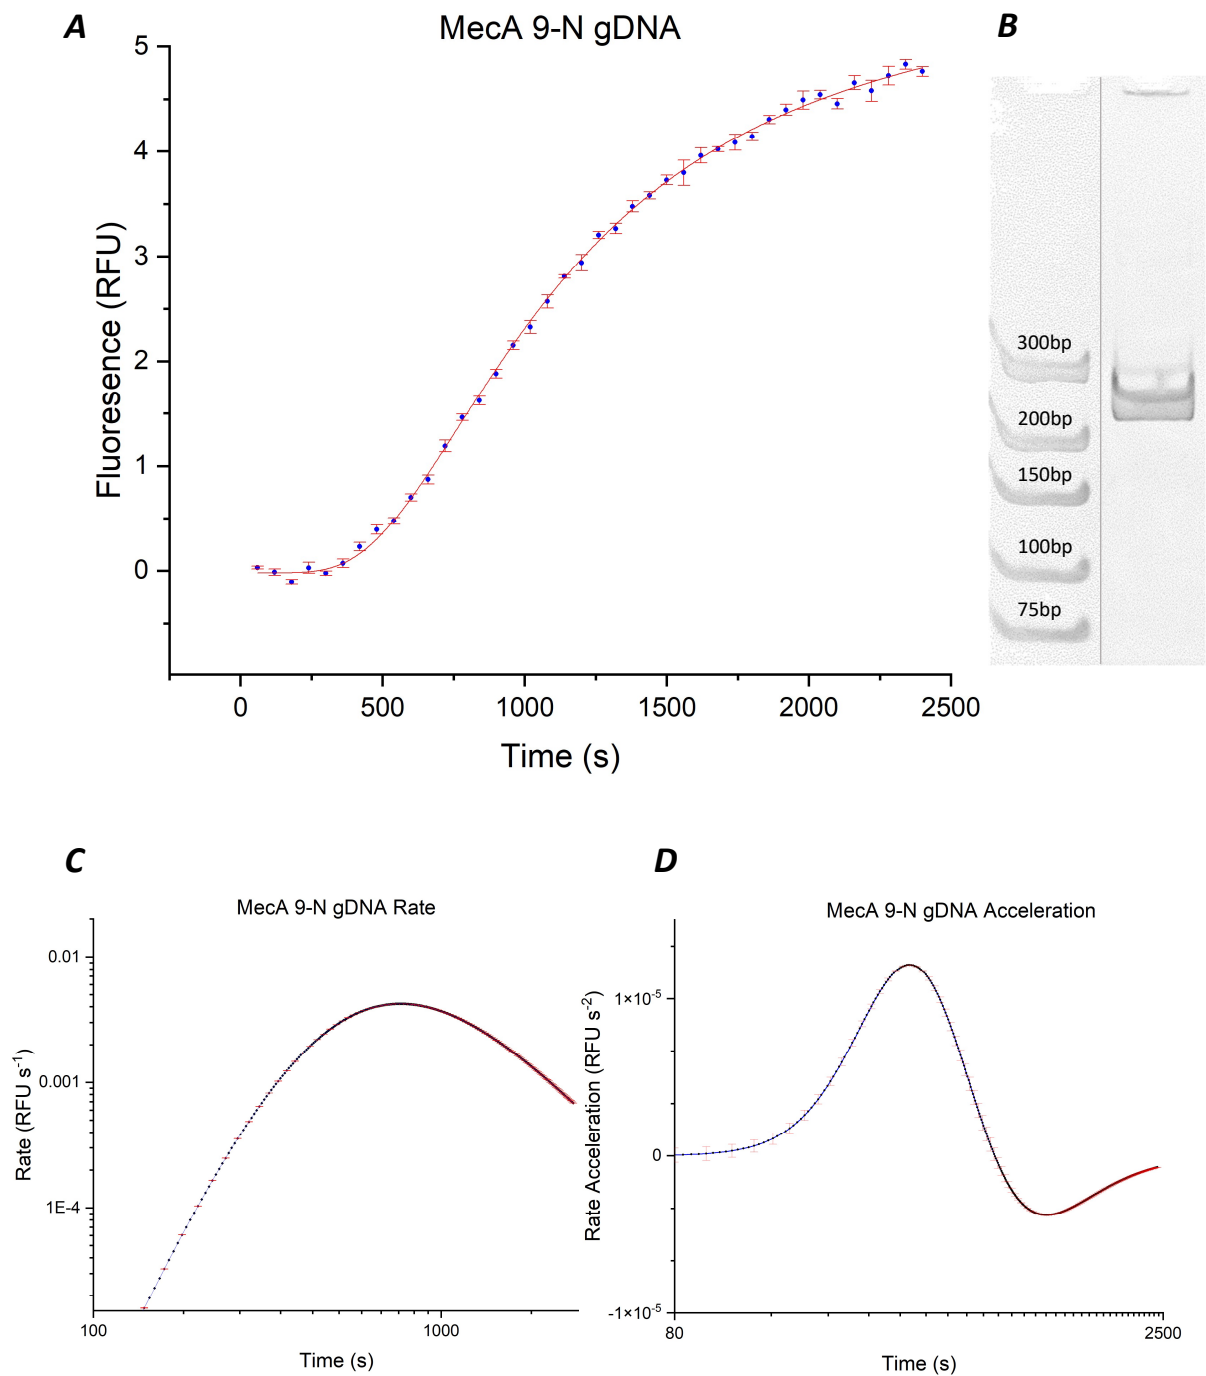 A
MecA 9-N gDNA
B
5
4
3
2
1
0
Fluoresence (RFU)
0 500 1000 1500 2000 2500
Time (s)
300bp
200bp
150bp
100bp
75bp
C
D
MecA 9-N gDNA Rate
0.01
0.001
1E-4
Rate (RFU s⁻¹)
100 1000
Time (s)
MecA 9-N gDNA Acceleration
1×10⁻⁵
0
-1×10⁻⁵
Rate Acceleration (RFU s⁻²)
80 2500
Time (s)